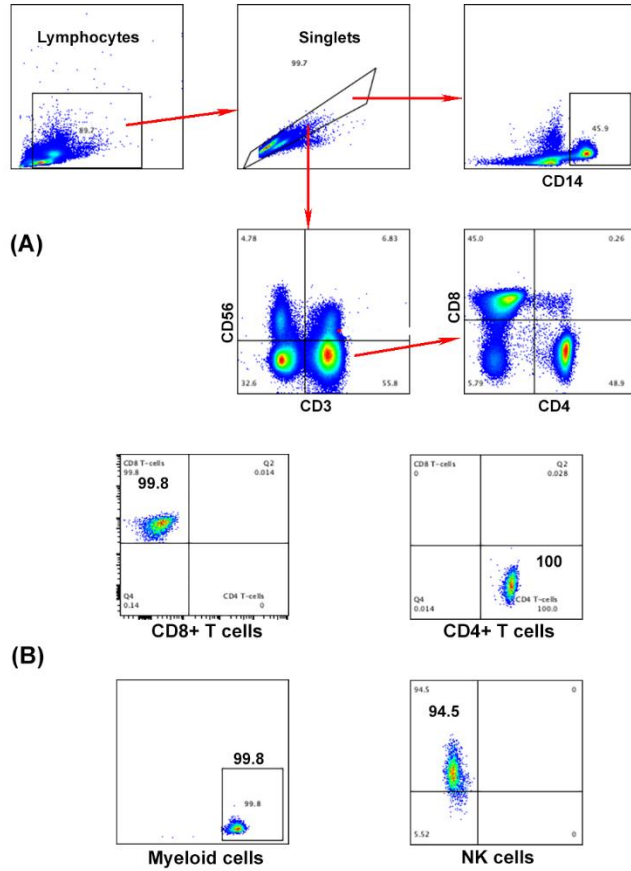 Lymphocytes
89.7
Singlets
99.7
45.9
CD14
(A)
4.78 6.83
CD56
32.6 55.8
CD3
45.0 0.26
CD8
5.79 48.9
CD4
CD8 T-cells
99.8
Q2
0.014
99.8
Q4
0.14
CD4 T-cells
0
CD8+ T cells
CD8 T-cells
0
Q2
0.028
100
Q4
0.014
CD4 T-cells
100.0
CD4+ T cells
(B)
99.8
99.8
Myeloid cells
94.5 0
94.5
5.52 0
NK cells